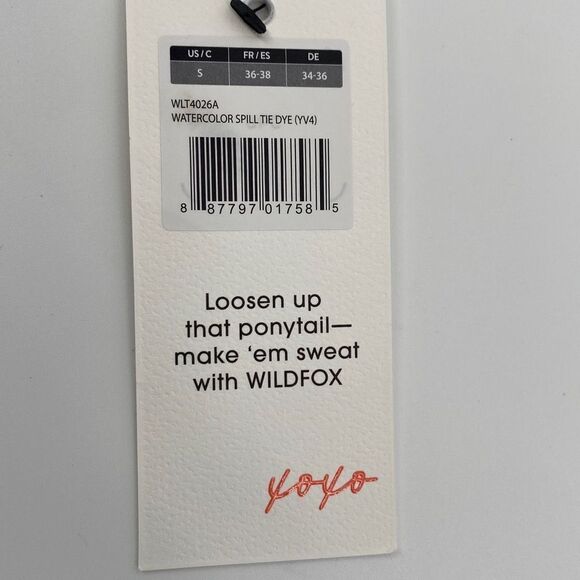 US / C FR / ES DE
S 36-38 34-36
WLT4026A
WATERCOLOR SPILL TIE DYE (YV4)
8 87797 01758 5
Loosen up
that ponytail—
make ‘em sweat
with WILDFOX
xoxo